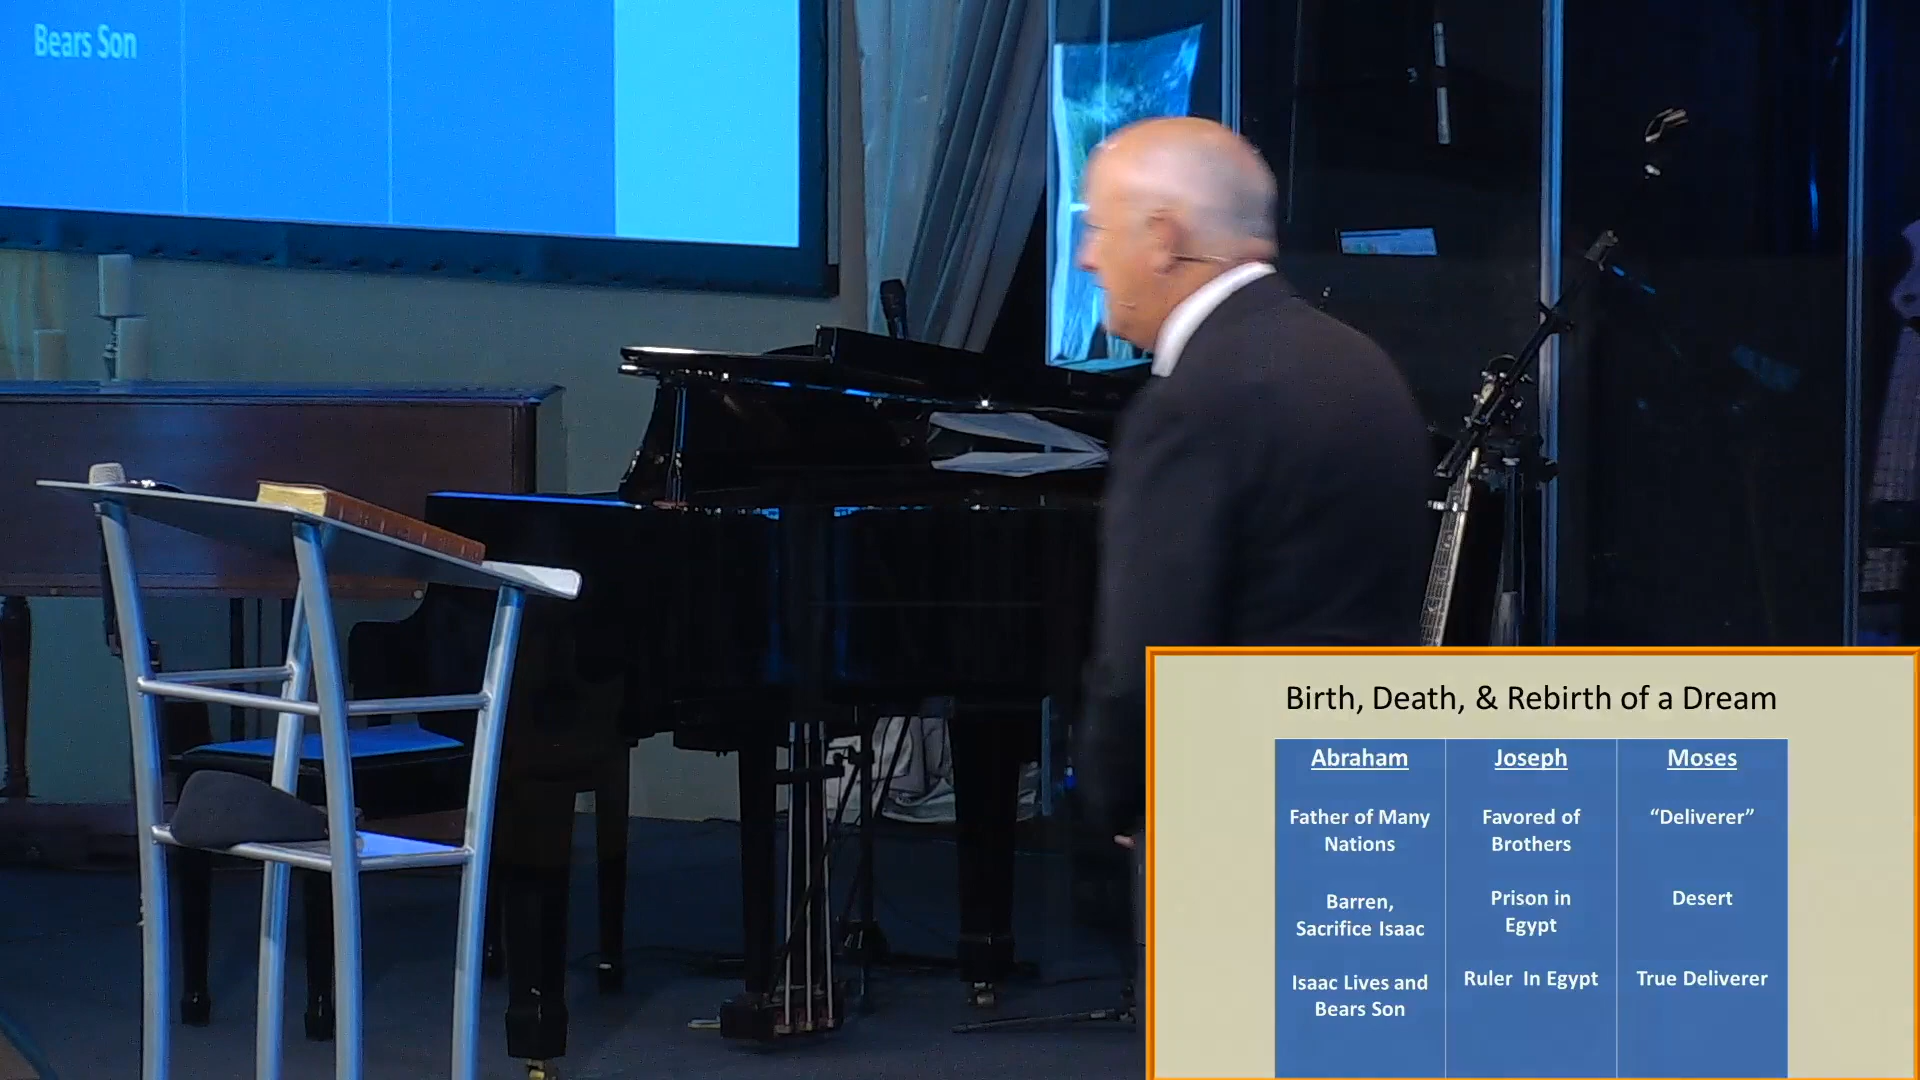 Bears Son
Birth, Death, & Rebirth of a Dream
Abraham
Father of Many
Nations
Barren,
Sacrifice Isaac
Isaac Lives and
Bears Son
Joseph
Favored of
Brothers
Prison in
Egypt
Ruler In Egypt
Moses
“Deliverer”
Desert
True Deliverer